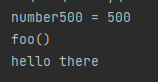 number500 = 500
foo()
hello there